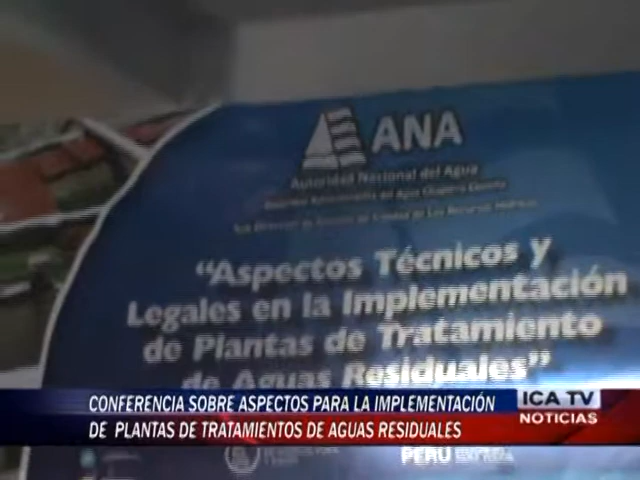 ANA
Autoridad Nacional del Agua
"Aspectos Técnicos y
Legales en la Implementación
de Plantas de Tratamiento
de Aguas Residuales"
CONFERENCIA SOBRE ASPECTOS PARA LA IMPLEMENTACIÓN
DE PLANTAS DE TRATAMIENTOS DE AGUAS RESIDUALES
ICA TV
NOTICIAS
PERÚ